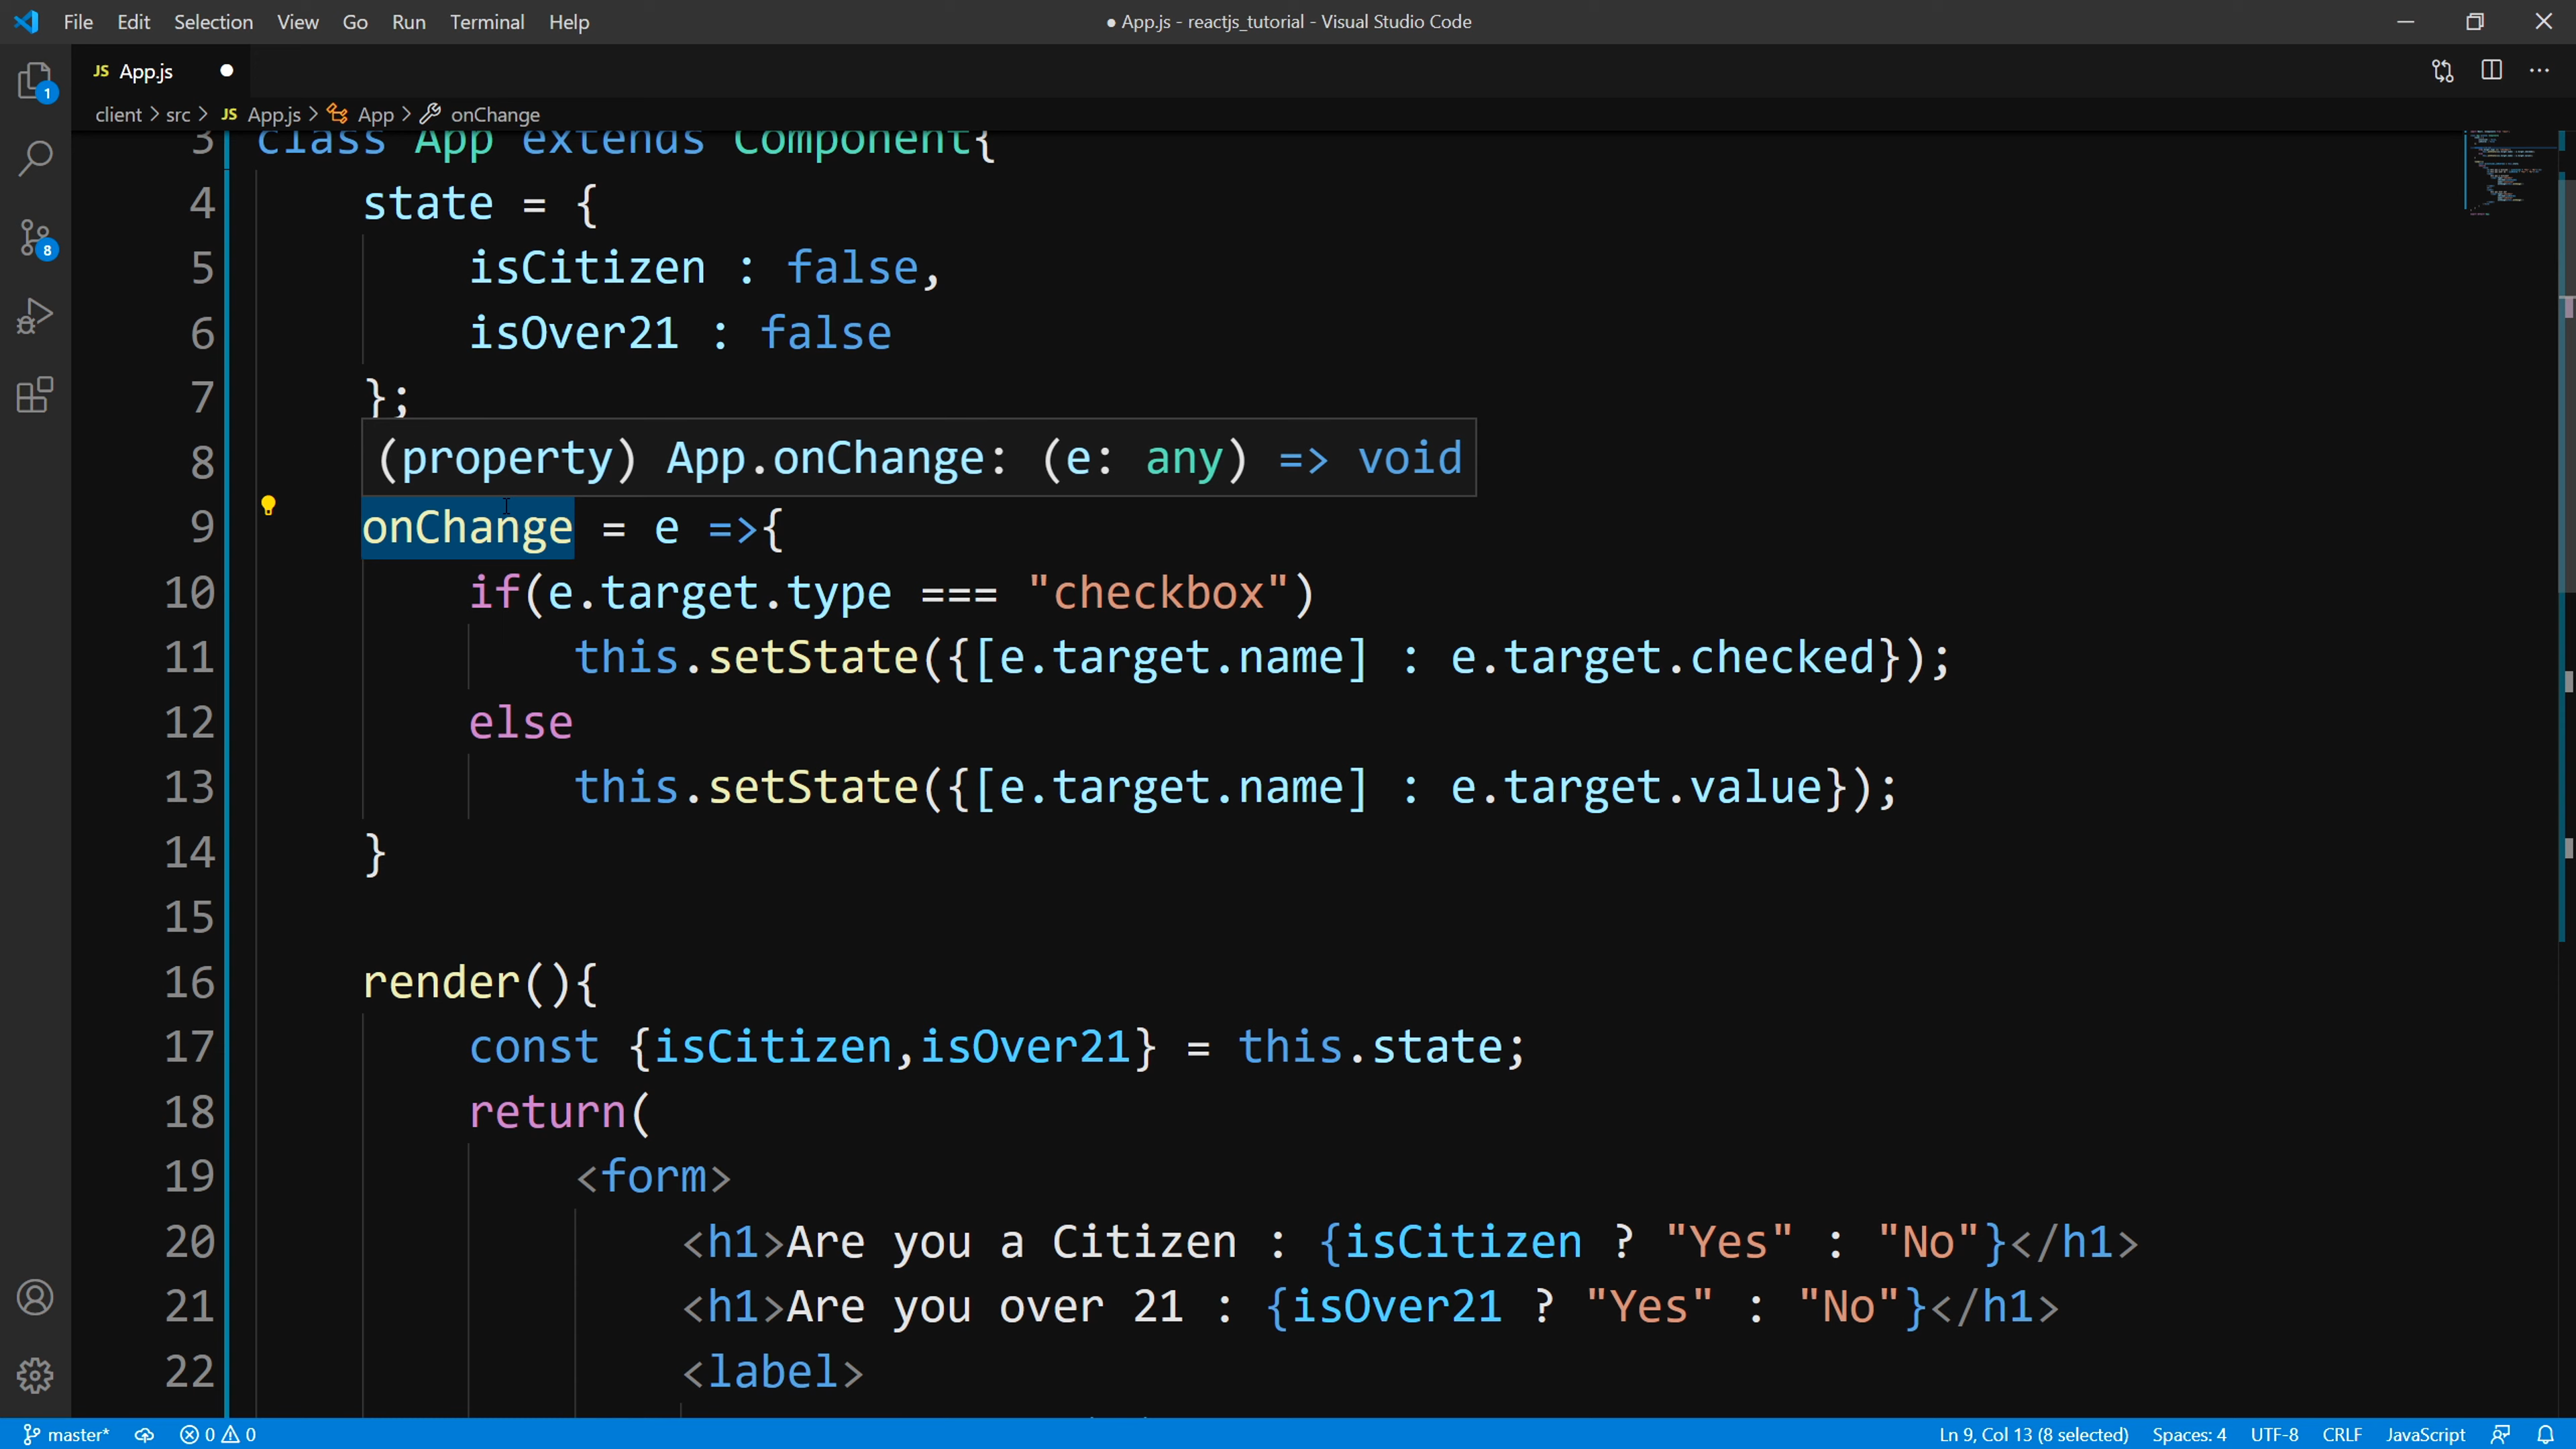 File Edit Selection View Go Run Terminal Help
● App.js - reactjs_tutorial - Visual Studio Code
JS App.js
1
client > src > JS App.js > App > onChange
8
3 class App extends Component{
4 state = {
5 isCitizen : false,
6 isOver21 : false
7 };
8 (property) App.onChange: (e: any) => void
9 onChange = e =>{
10 if(e.target.type === "checkbox")
11 this.setState({[e.target.name] : e.target.checked});
12 else
13 this.setState({[e.target.name] : e.target.value});
14 }
15
16 render(){
17 const {isCitizen,isOver21} = this.state;
18 return(
19 <form>
20 <h1>Are you a Citizen : {isCitizen ? "Yes" : "No"}</h1>
21 <h1>Are you over 21 : {isOver21 ? "Yes" : "No"}</h1>
22 <label>
master* 0 0 Ln 9, Col 13 (8 selected) Spaces: 4 UTF-8 CRLF JavaScript